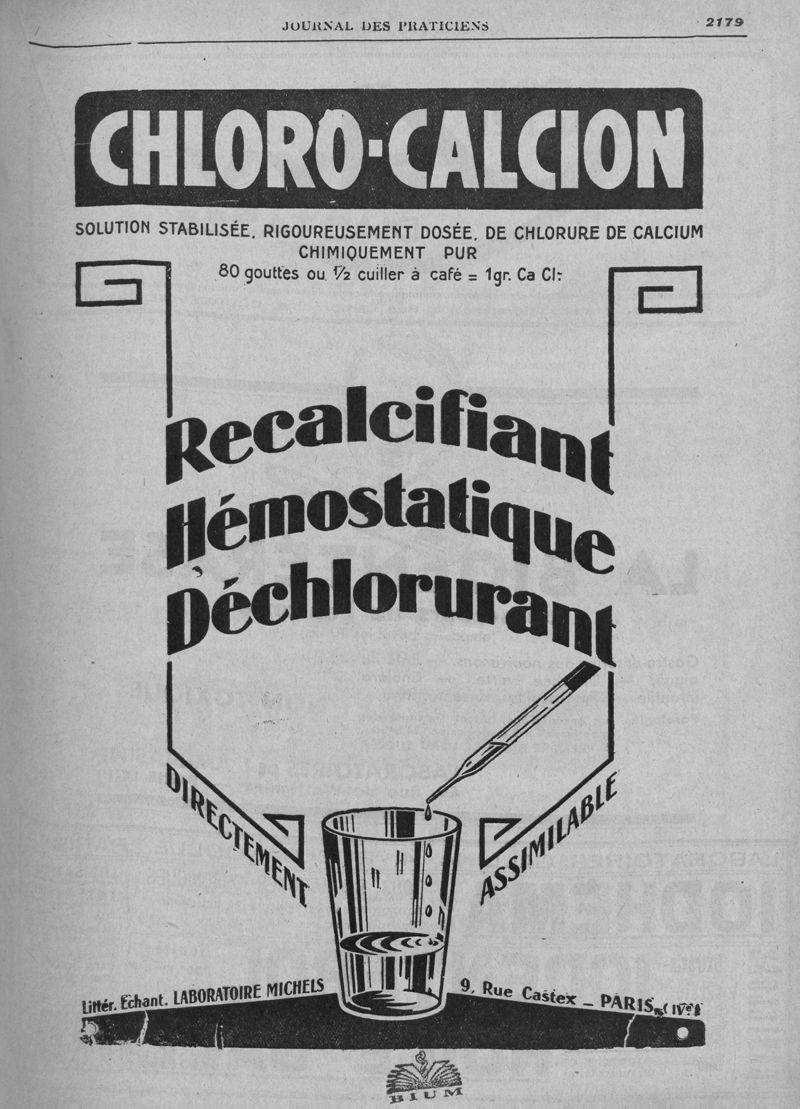 JOURNAL DES PRATICIENS
2179
CHLORO-CALCION
SOLUTION STABILISÉE, RIGOUREUSEMENT DOSÉE, DE CHLORURE DE CALCIUM
CHIMIQUEMENT PUR
80 gouttes ou 1/2 cuiller à café = 1gr. Ca Cl²
Recalcifiant
Hémostatique
Déchlorurant
DIRECTEMENT
ASSIMILABLE
Littér. Echant. LABORATOIRE MICHELS
9, Rue Castex _ PARIS (IVe)
BIUM